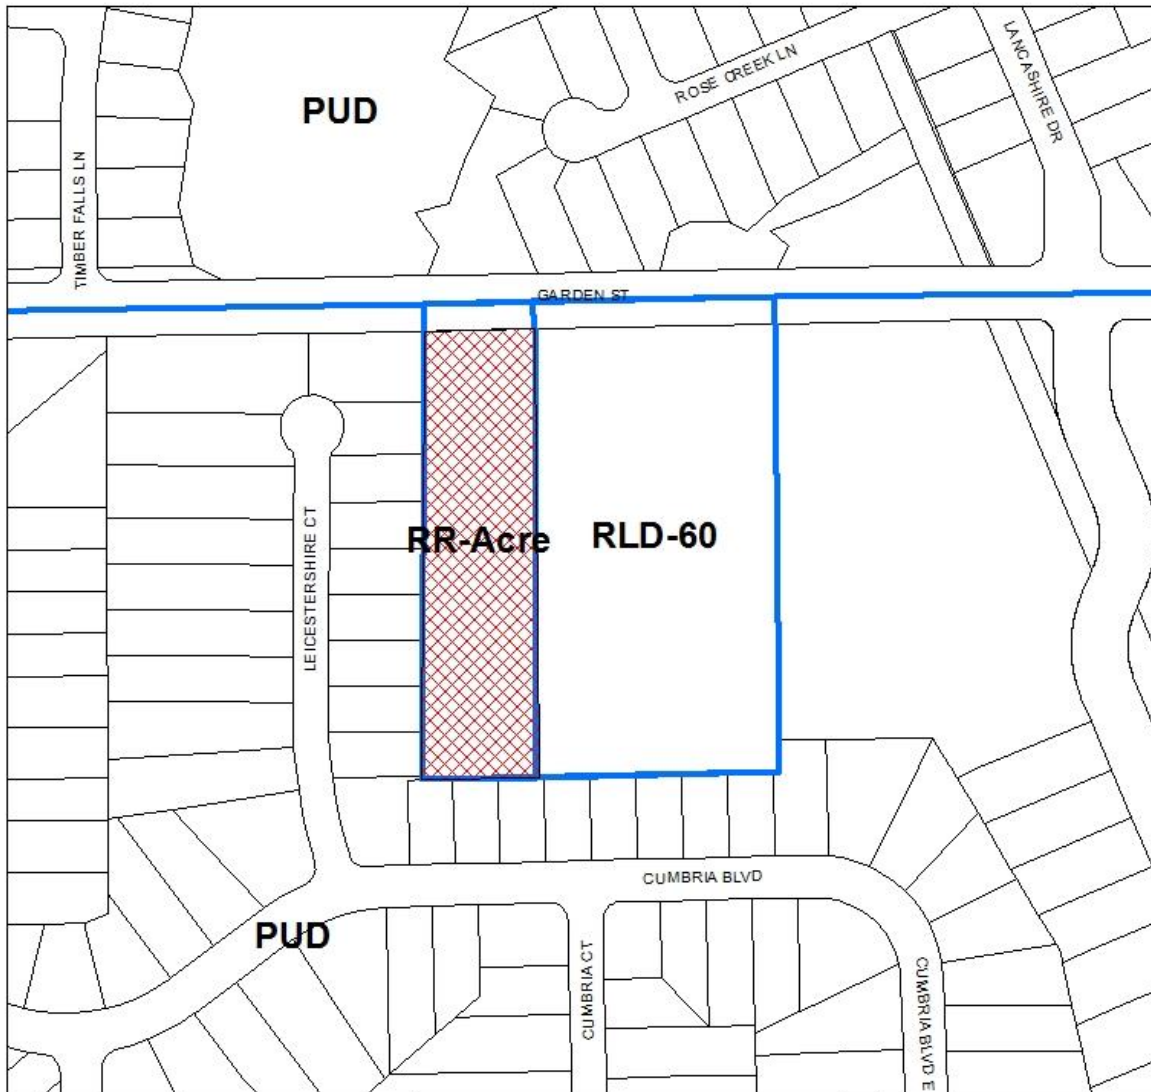 PUD
ROSE CREEK LN
LANCASHIRE DR
TIMBER FALLS LN
GARDEN ST
RR-Acre
RLD-60
LEICESTERSHIRE CT
CUMBRIA BLVD
PUD
CUMBRIA CT
CUMBRIA BLVD E